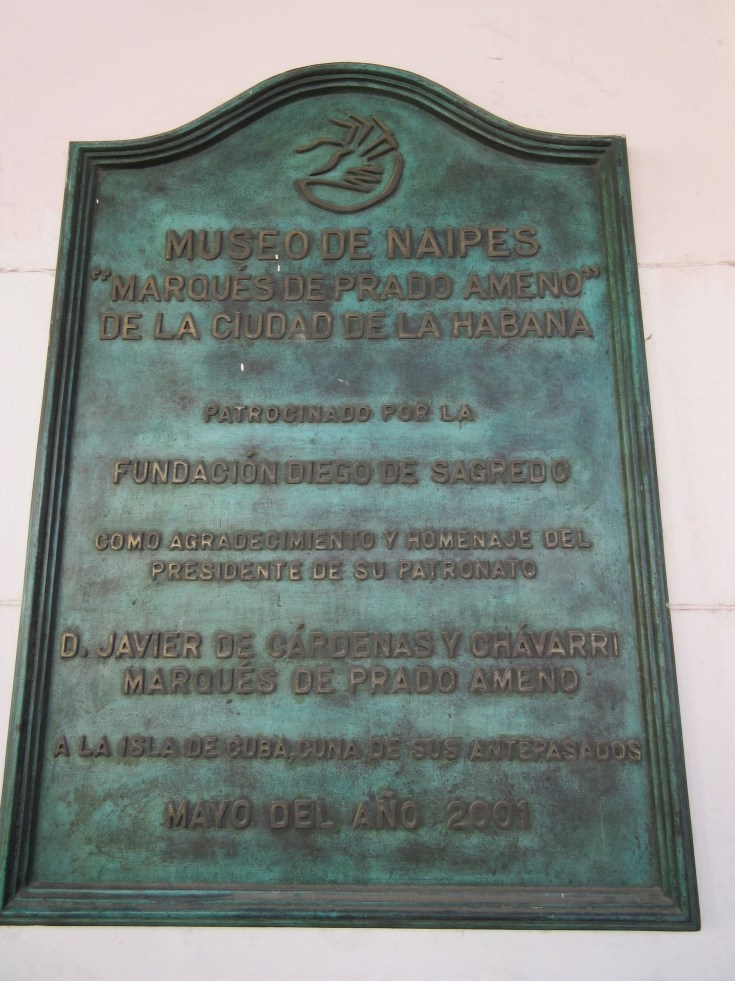 MUSEO DE NAIPES
"MARQUÉS DE PRADO AMENO"
DE LA CIUDAD DE LA HABANA
PATROCINADO POR LA
FUNDACIÓN DIEGO DE SAGREDO
COMO AGRADECIMIENTO Y HOMENAJE DEL
PRESIDENTE DE SU PATRONATO
D. JAVIER DE CÁRDENAS Y CHÁVARRI
MARQUÉS DE PRADO AMENO
A LA ISLA DE CUBA, CUNA DE SUS ANTEPASADOS
MAYO DEL AÑO 2001